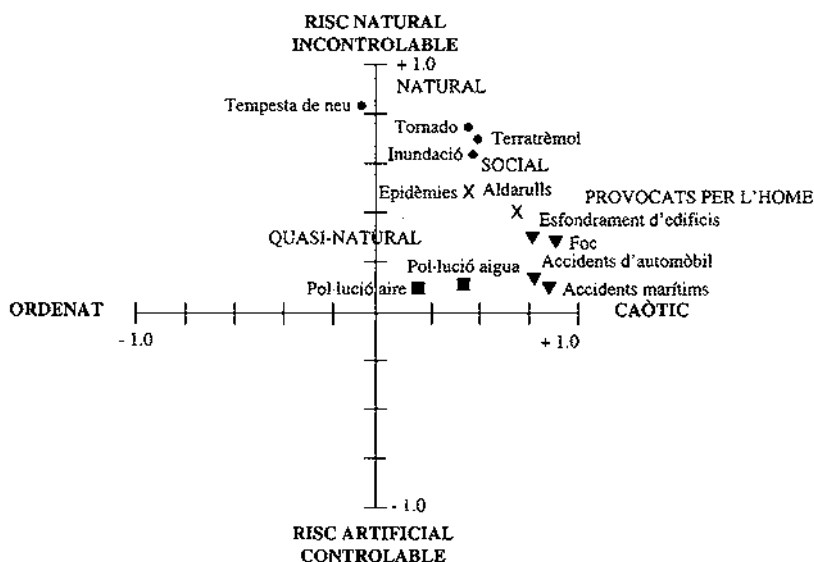 RISC NATURAL
INCONTROLABLE
+ 1.0
NATURAL
Tempesta de neu
Tornado
Terratrèmol
Inundació
SOCIAL
Epidèmies X Aldarulls
X
PROVOCATS PER L'HOME
Esfondrament d'edificis
QUASI-NATURAL
Foc
Pol·lució aigua
Accidents d'automòbil
Pol·lució aire
Accidents marítims
ORDENAT
CAÒTIC
- 1.0
+ 1.0
- 1.0
RISC ARTIFICIAL
CONTROLABLE